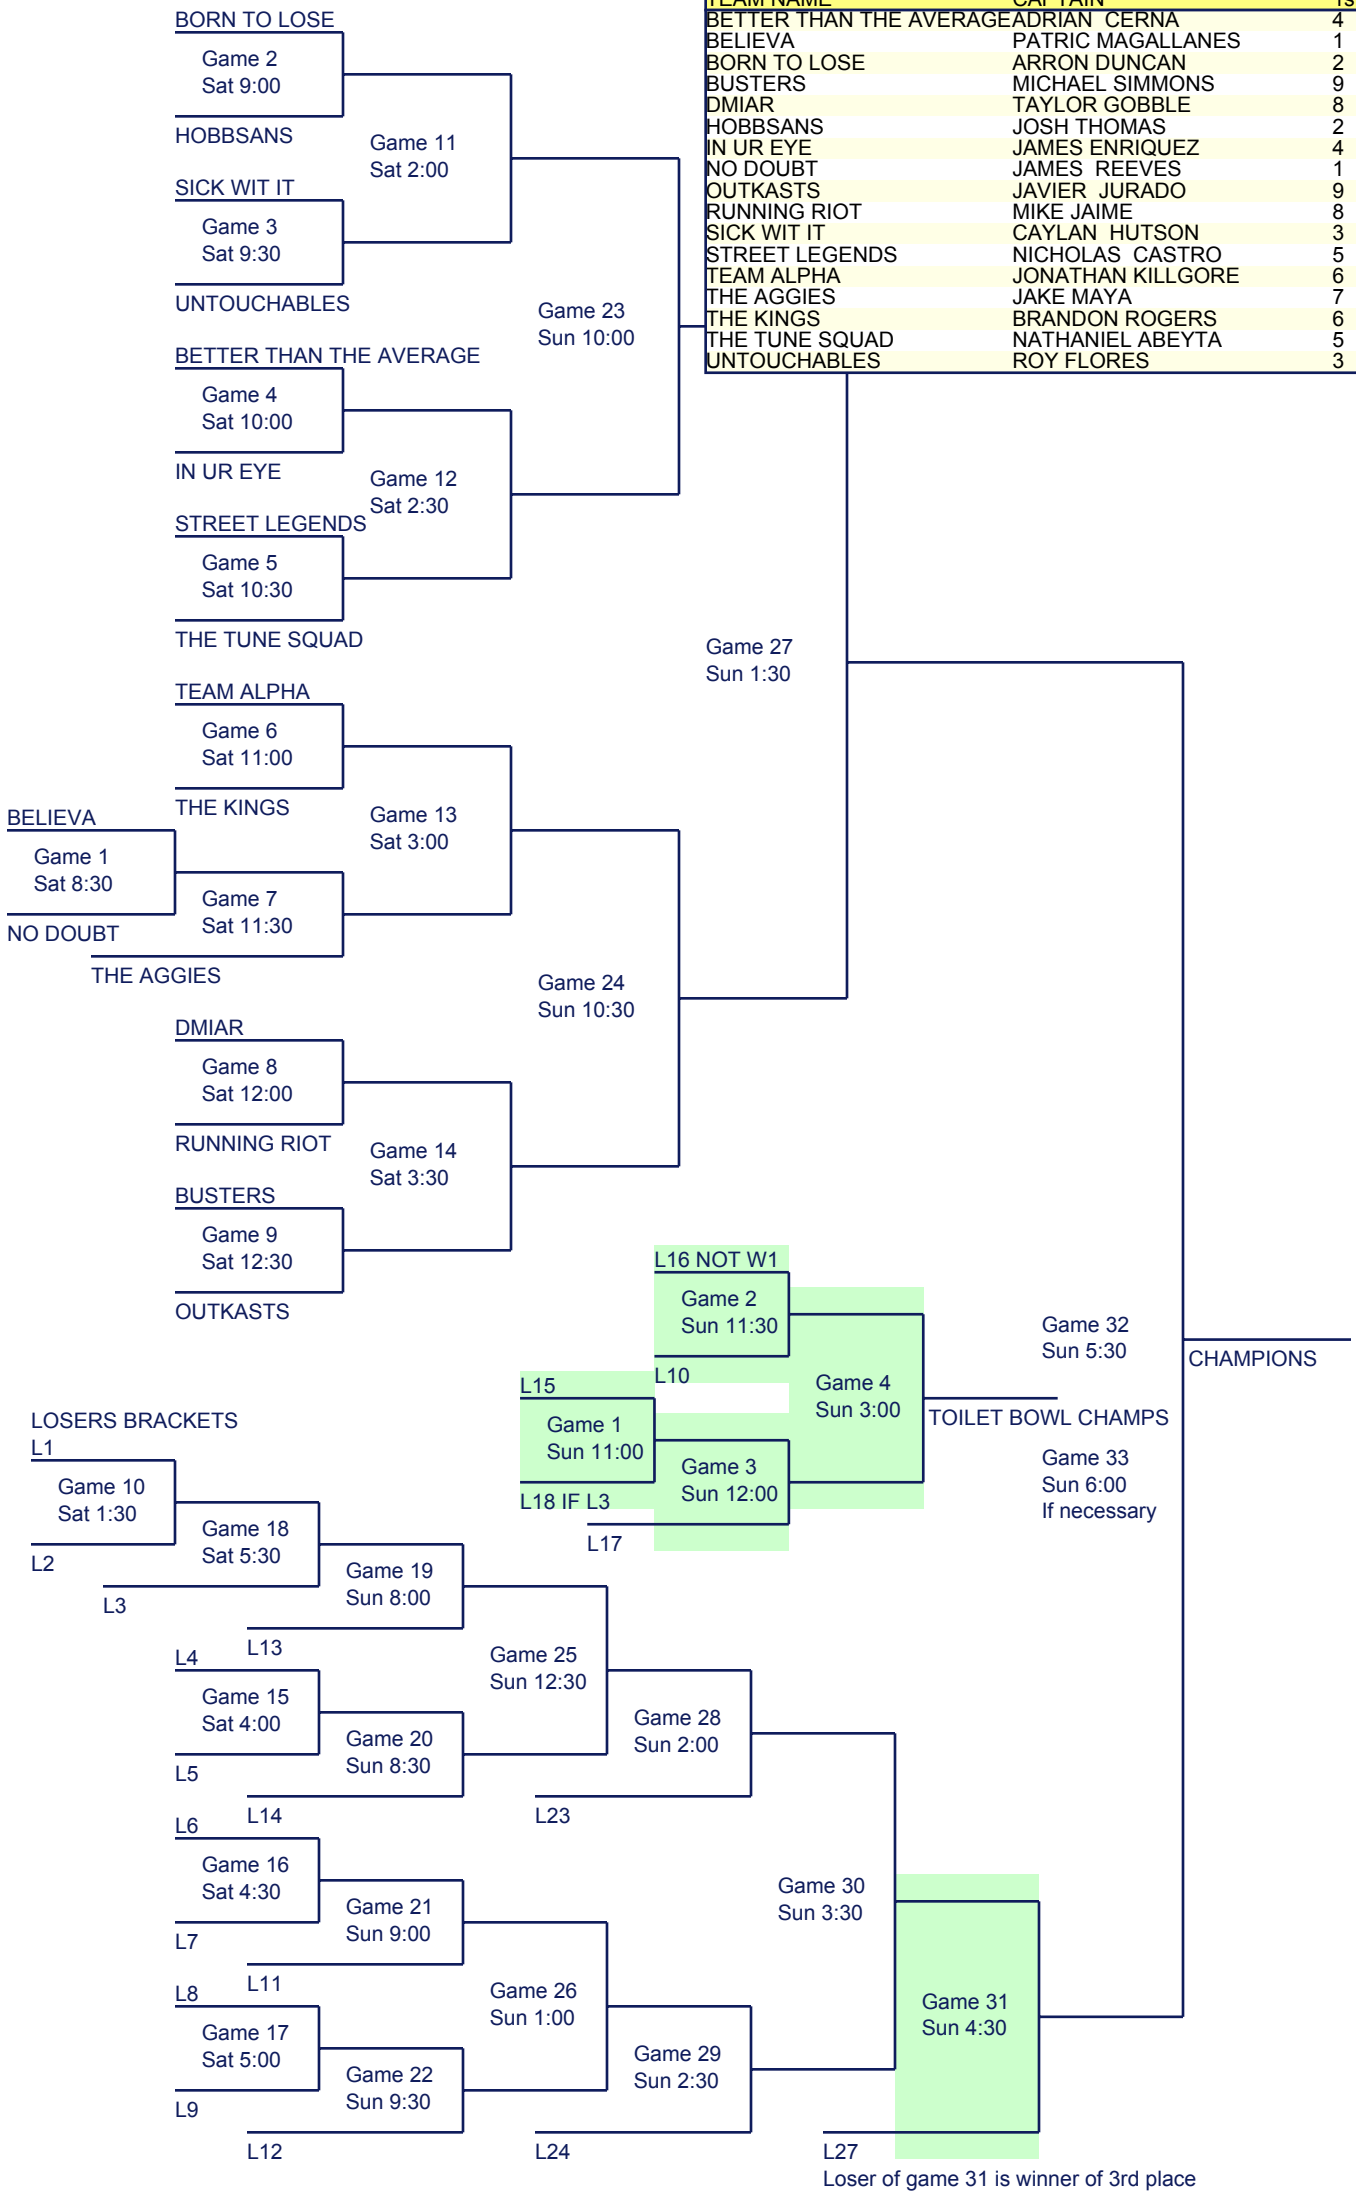 TEAM NAME CAPTAIN 1s
BETTER THAN THE AVERAGE ADRIAN CERNA 4
BELIEVA PATRIC MAGALLANES 1
BORN TO LOSE ARRON DUNCAN 2
BUSTERS MICHAEL SIMMONS 9
DMIAR TAYLOR GOBBLE 8
HOBBSANS JOSH THOMAS 2
IN UR EYE JAMES ENRIQUEZ 4
NO DOUBT JAMES REEVES 1
OUTKASTS JAVIER JURADO 9
RUNNING RIOT MIKE JAIME 8
SICK WIT IT CAYLAN HUTSON 3
STREET LEGENDS NICHOLAS CASTRO 5
TEAM ALPHA JONATHAN KILLGORE 6
THE AGGIES JAKE MAYA 7
THE KINGS BRANDON ROGERS 6
THE TUNE SQUAD NATHANIEL ABEYTA 5
UNTOUCHABLES ROY FLORES 3
BORN TO LOSE
Game 2
Sat 9:00
HOBBSANS
Game 11
Sat 2:00
SICK WIT IT
Game 3
Sat 9:30
UNTOUCHABLES
Game 23
Sun 10:00
BETTER THAN THE AVERAGE
Game 4
Sat 10:00
IN UR EYE
Game 12
Sat 2:30
STREET LEGENDS
Game 5
Sat 10:30
THE TUNE SQUAD
Game 27
Sun 1:30
TEAM ALPHA
Game 6
Sat 11:00
THE KINGS
Game 13
Sat 3:00
BELIEVA
Game 1
Sat 8:30
NO DOUBT
Game 7
Sat 11:30
THE AGGIES
Game 24
Sun 10:30
DMIAR
Game 8
Sat 12:00
RUNNING RIOT
Game 14
Sat 3:30
BUSTERS
Game 9
Sat 12:30
OUTKASTS
L16 NOT W1
Game 2
Sun 11:30
L10
L15
Game 1
Sun 11:00
L18 IF L3
Game 3
Sun 12:00
L17
Game 4
Sun 3:00
TOILET BOWL CHAMPS
Game 32
Sun 5:30
CHAMPIONS
Game 33
Sun 6:00
If necessary
LOSERS BRACKETS
L1
Game 10
Sat 1:30
L2
Game 18
Sat 5:30
L3
Game 19
Sun 8:00
L13
Game 25
Sun 12:30
L4
Game 15
Sat 4:00
L5
Game 20
Sun 8:30
L14
Game 28
Sun 2:00
L23
L6
Game 16
Sat 4:30
L7
Game 21
Sun 9:00
L11
Game 30
Sun 3:30
L8
Game 17
Sat 5:00
L9
Game 26
Sun 1:00
Game 22
Sun 9:30
L12
Game 29
Sun 2:30
L24
Game 31
Sun 4:30
L27
Loser of game 31 is winner of 3rd place